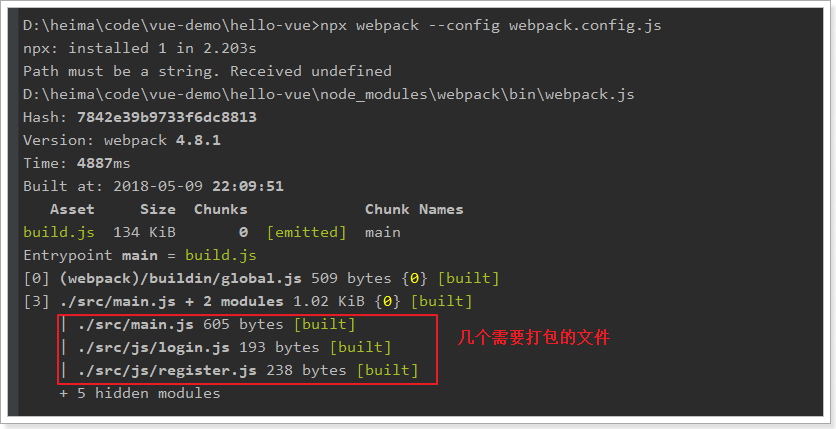 D:\heima\code\vue-demo\hello-vue>npx webpack --config webpack.config.js
npx: installed 1 in 2.203s
Path must be a string. Received undefined
D:\heima\code\vue-demo\hello-vue\node_modules\webpack\bin\webpack.js
Hash: 7842e39b9733f6dc8813
Version: webpack 4.8.1
Time: 4887ms
Built at: 2018-05-09 22:09:51
   Asset     Size  Chunks             Chunk Names
build.js  134 KiB       0  [emitted]  main
Entrypoint main = build.js
[0] (webpack)/buildin/global.js 509 bytes {0} [built]
[3] ./src/main.js + 2 modules 1.02 KiB {0} [built]
    | ./src/main.js 605 bytes [built]
    | ./src/js/login.js 193 bytes [built]
    | ./src/js/register.js 238 bytes [built]
    + 5 hidden modules
几个需要打包的文件